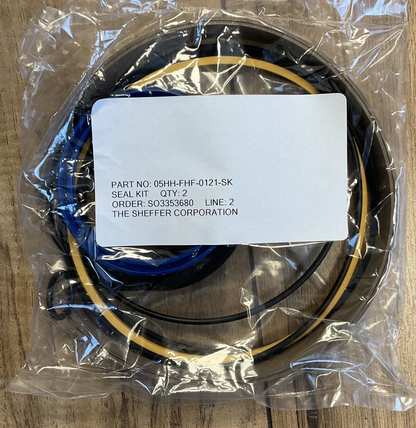 PART NO: 05HH-FHF-0121-SK
SEAL KIT QTY: 2
ORDER: SO3353680 LINE: 2
THE SHEFFER CORPORATION